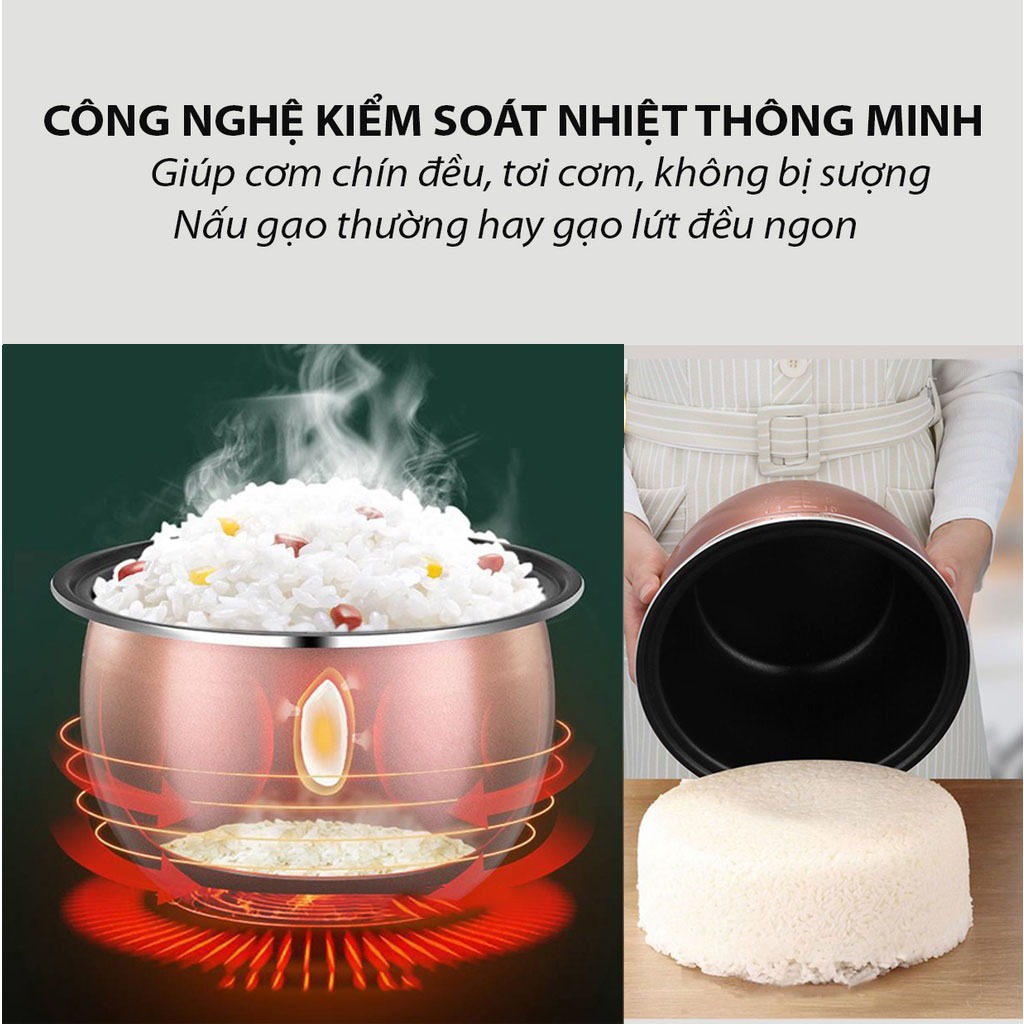 CÔNG NGHỆ KIỂM SOÁT NHIỆT THÔNG MINH
Giúp cơm chín đều, tơi cơm, không bị sượng
Nấu gạo thường hay gạo lứt đều ngon